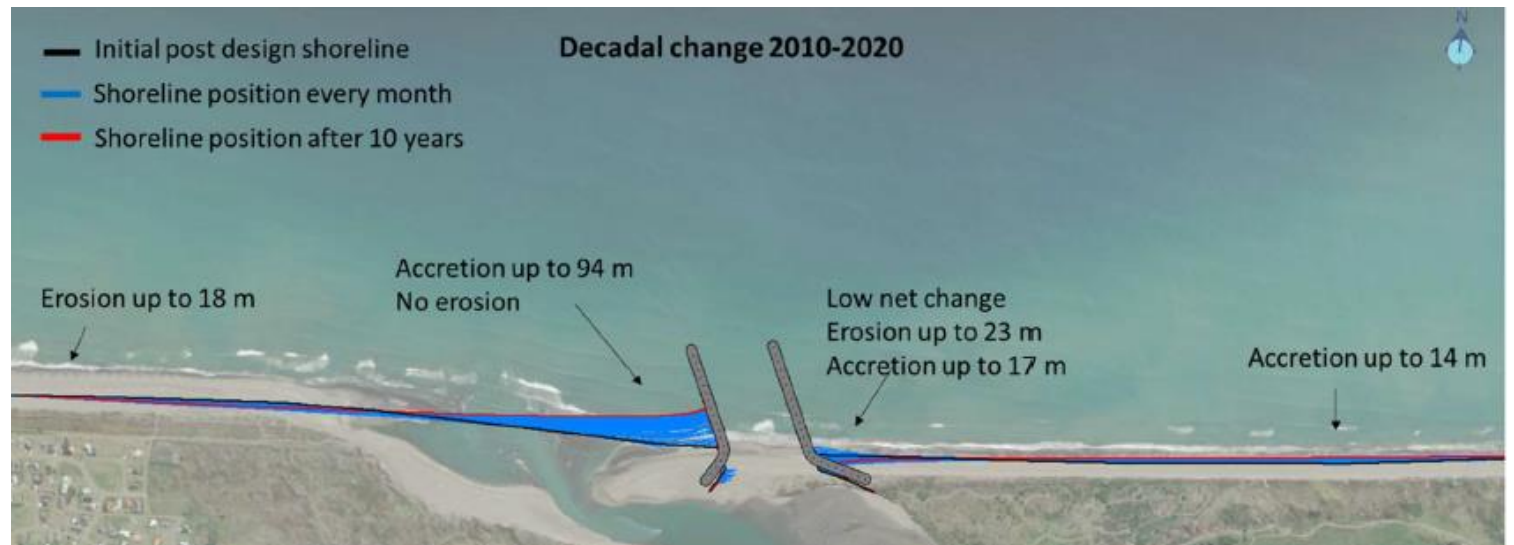 Initial post design shoreline
Decadal change 2010-2020
N
Shoreline position every month
Shoreline position after 10 years
Accretion up to 94 m
No erosion
Erosion up to 18 m
Low net change
Erosion up to 23 m
Accretion up to 17 m
Accretion up to 14 m